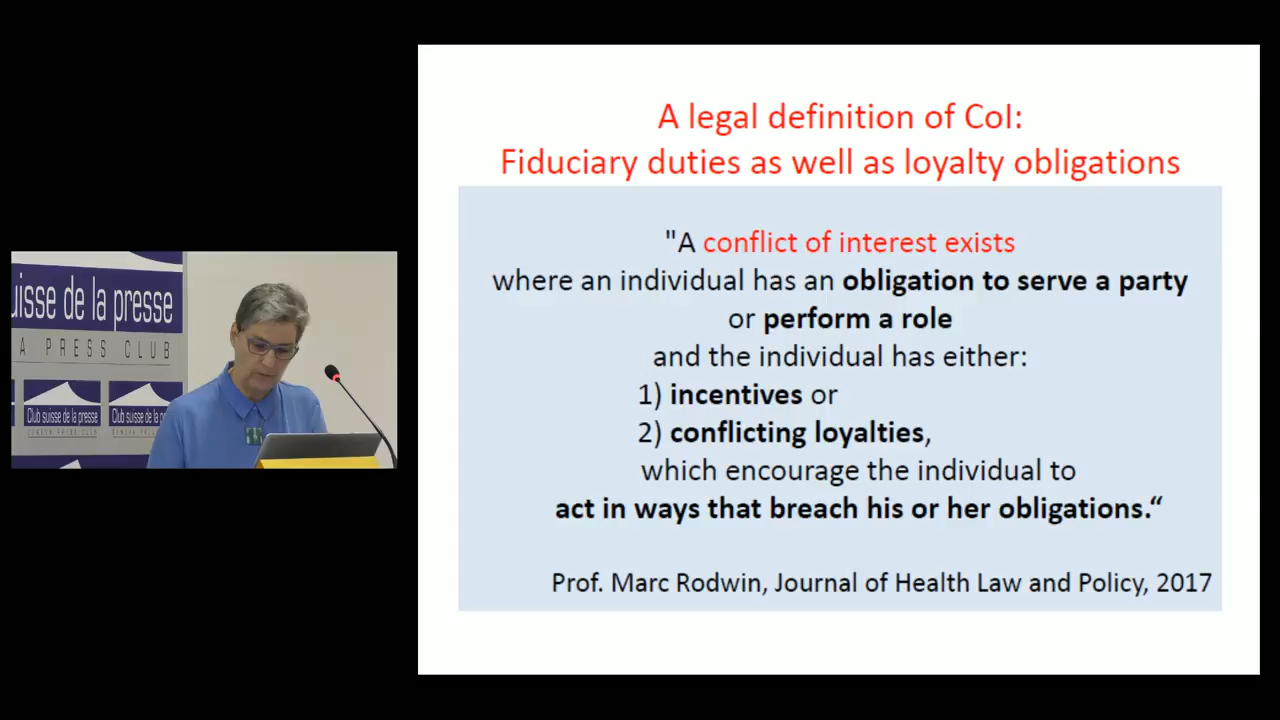 A legal definition of CoI:
Fiduciary duties as well as loyalty obligations
"A conflict of interest exists
where an individual has an obligation to serve a party
or perform a role
and the individual has either:
1) incentives or
2) conflicting loyalties,
which encourage the individual to
act in ways that breach his or her obligations.“
Prof. Marc Rodwin, Journal of Health Law and Policy, 2017
uisse de la presse
A PRESS CLUB
Club suisse de la presse
Club suisse de la p